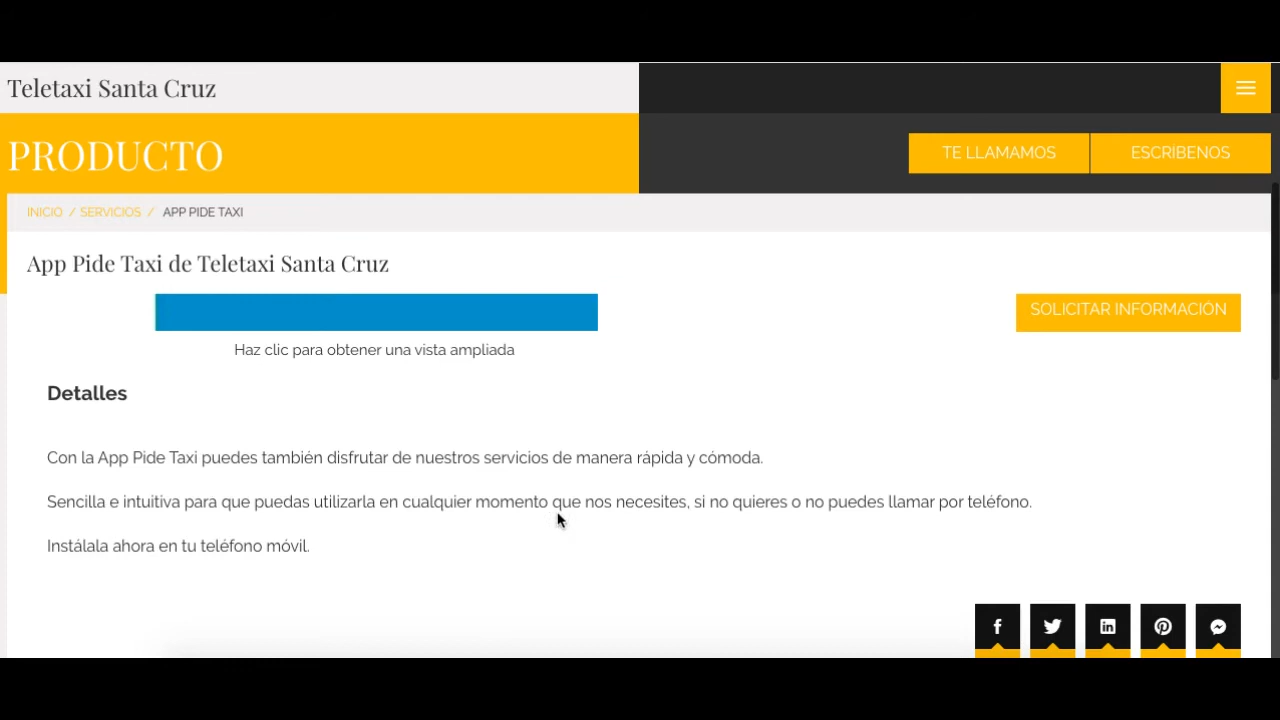 Teletaxi Santa Cruz
PRODUCTO
TE LLAMAMOS
ESCRÍBENOS
INICIO / SERVICIOS / APP PIDE TAXI
App Pide Taxi de Teletaxi Santa Cruz
SOLICITAR INFORMACIÓN
Haz clic para obtener una vista ampliada
Detalles
Con la App Pide Taxi puedes también disfrutar de nuestros servicios de manera rápida y cómoda.
Sencilla e intuitiva para que puedas utilizarla en cualquier momento que nos necesites, si no quieres o no puedes llamar por teléfono.
Instálala ahora en tu teléfono móvil.